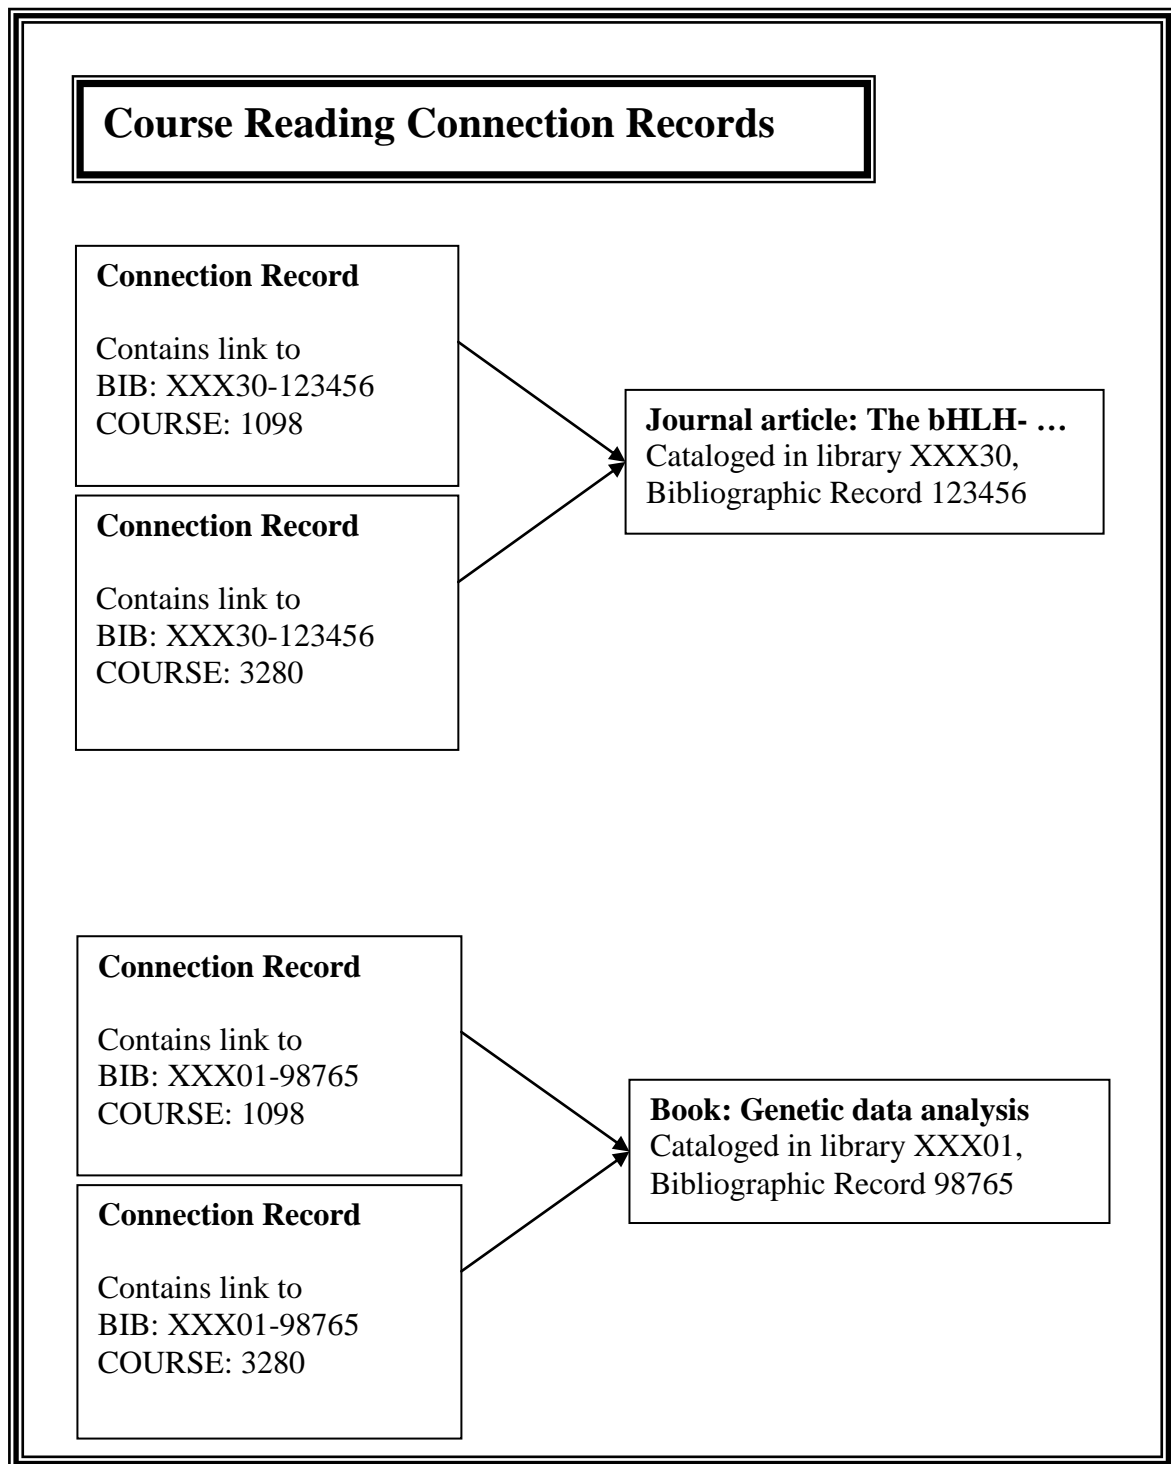 Course Reading Connection Records
Connection Record
Contains link to
BIB: XXX30-123456
COURSE: 1098
Connection Record
Contains link to
BIB: XXX30-123456
COURSE: 3280
Journal article: The bHLH- …
Cataloged in library XXX30,
Bibliographic Record 123456
Connection Record
Contains link to
BIB: XXX01-98765
COURSE: 1098
Connection Record
Contains link to
BIB: XXX01-98765
COURSE: 3280
Book: Genetic data analysis
Cataloged in library XXX01,
Bibliographic Record 98765